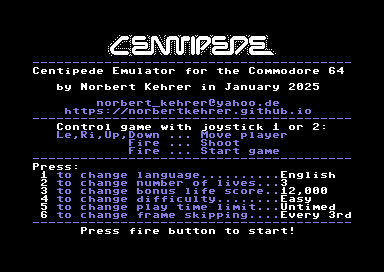 CENTIPEDE
Centipede Emulator for the Commodore 64
by Norbert Kehrer in January 2025
norbert_kehrer@yahoo.de
https://norbertkehrer.github.io
Control game with joystick 1 or 2:
Le,Ri,Up,Down ... Move player
Fire ... Shoot
Fire ... Start game
Press:
1 to change language..........English
2 to change number of lives...3
3 to change bonus life score..12,000
4 to change difficulty........Easy
5 to change play time limit...Untimed
6 to change frame skipping....Every 3rd
Press fire button to start!